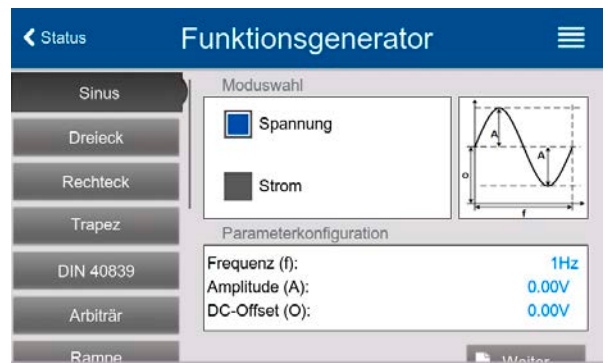 Status
Funktionsgenerator
Sinus
Dreieck
Rechteck
Trapez
DIN 40839
Arbiträr
Rampe
Moduswahl
Spannung
Strom
A
A
o
f
Parameterkonfiguration
Frequenz (f): 1Hz
Amplitude (A): 0.00V
DC-Offset (O): 0.00V
Weiter